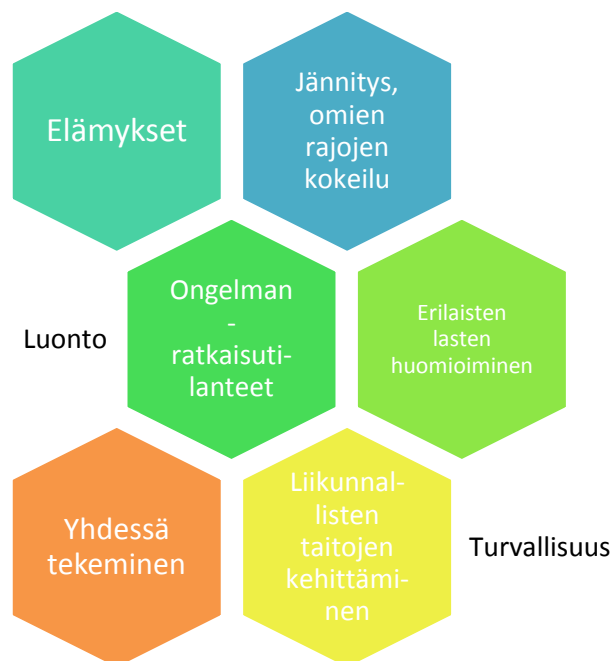 Elämykset
Jännitys,
omien
rajojen
kokeilu
Luonto
Ongelman
-
ratkaisuti-
lanteet
Erilaisten
lasten
huomioiminen
Yhdessä
tekeminen
Liikunnal-
listen
taitojen
kehittämi-
nen
Turvallisuus